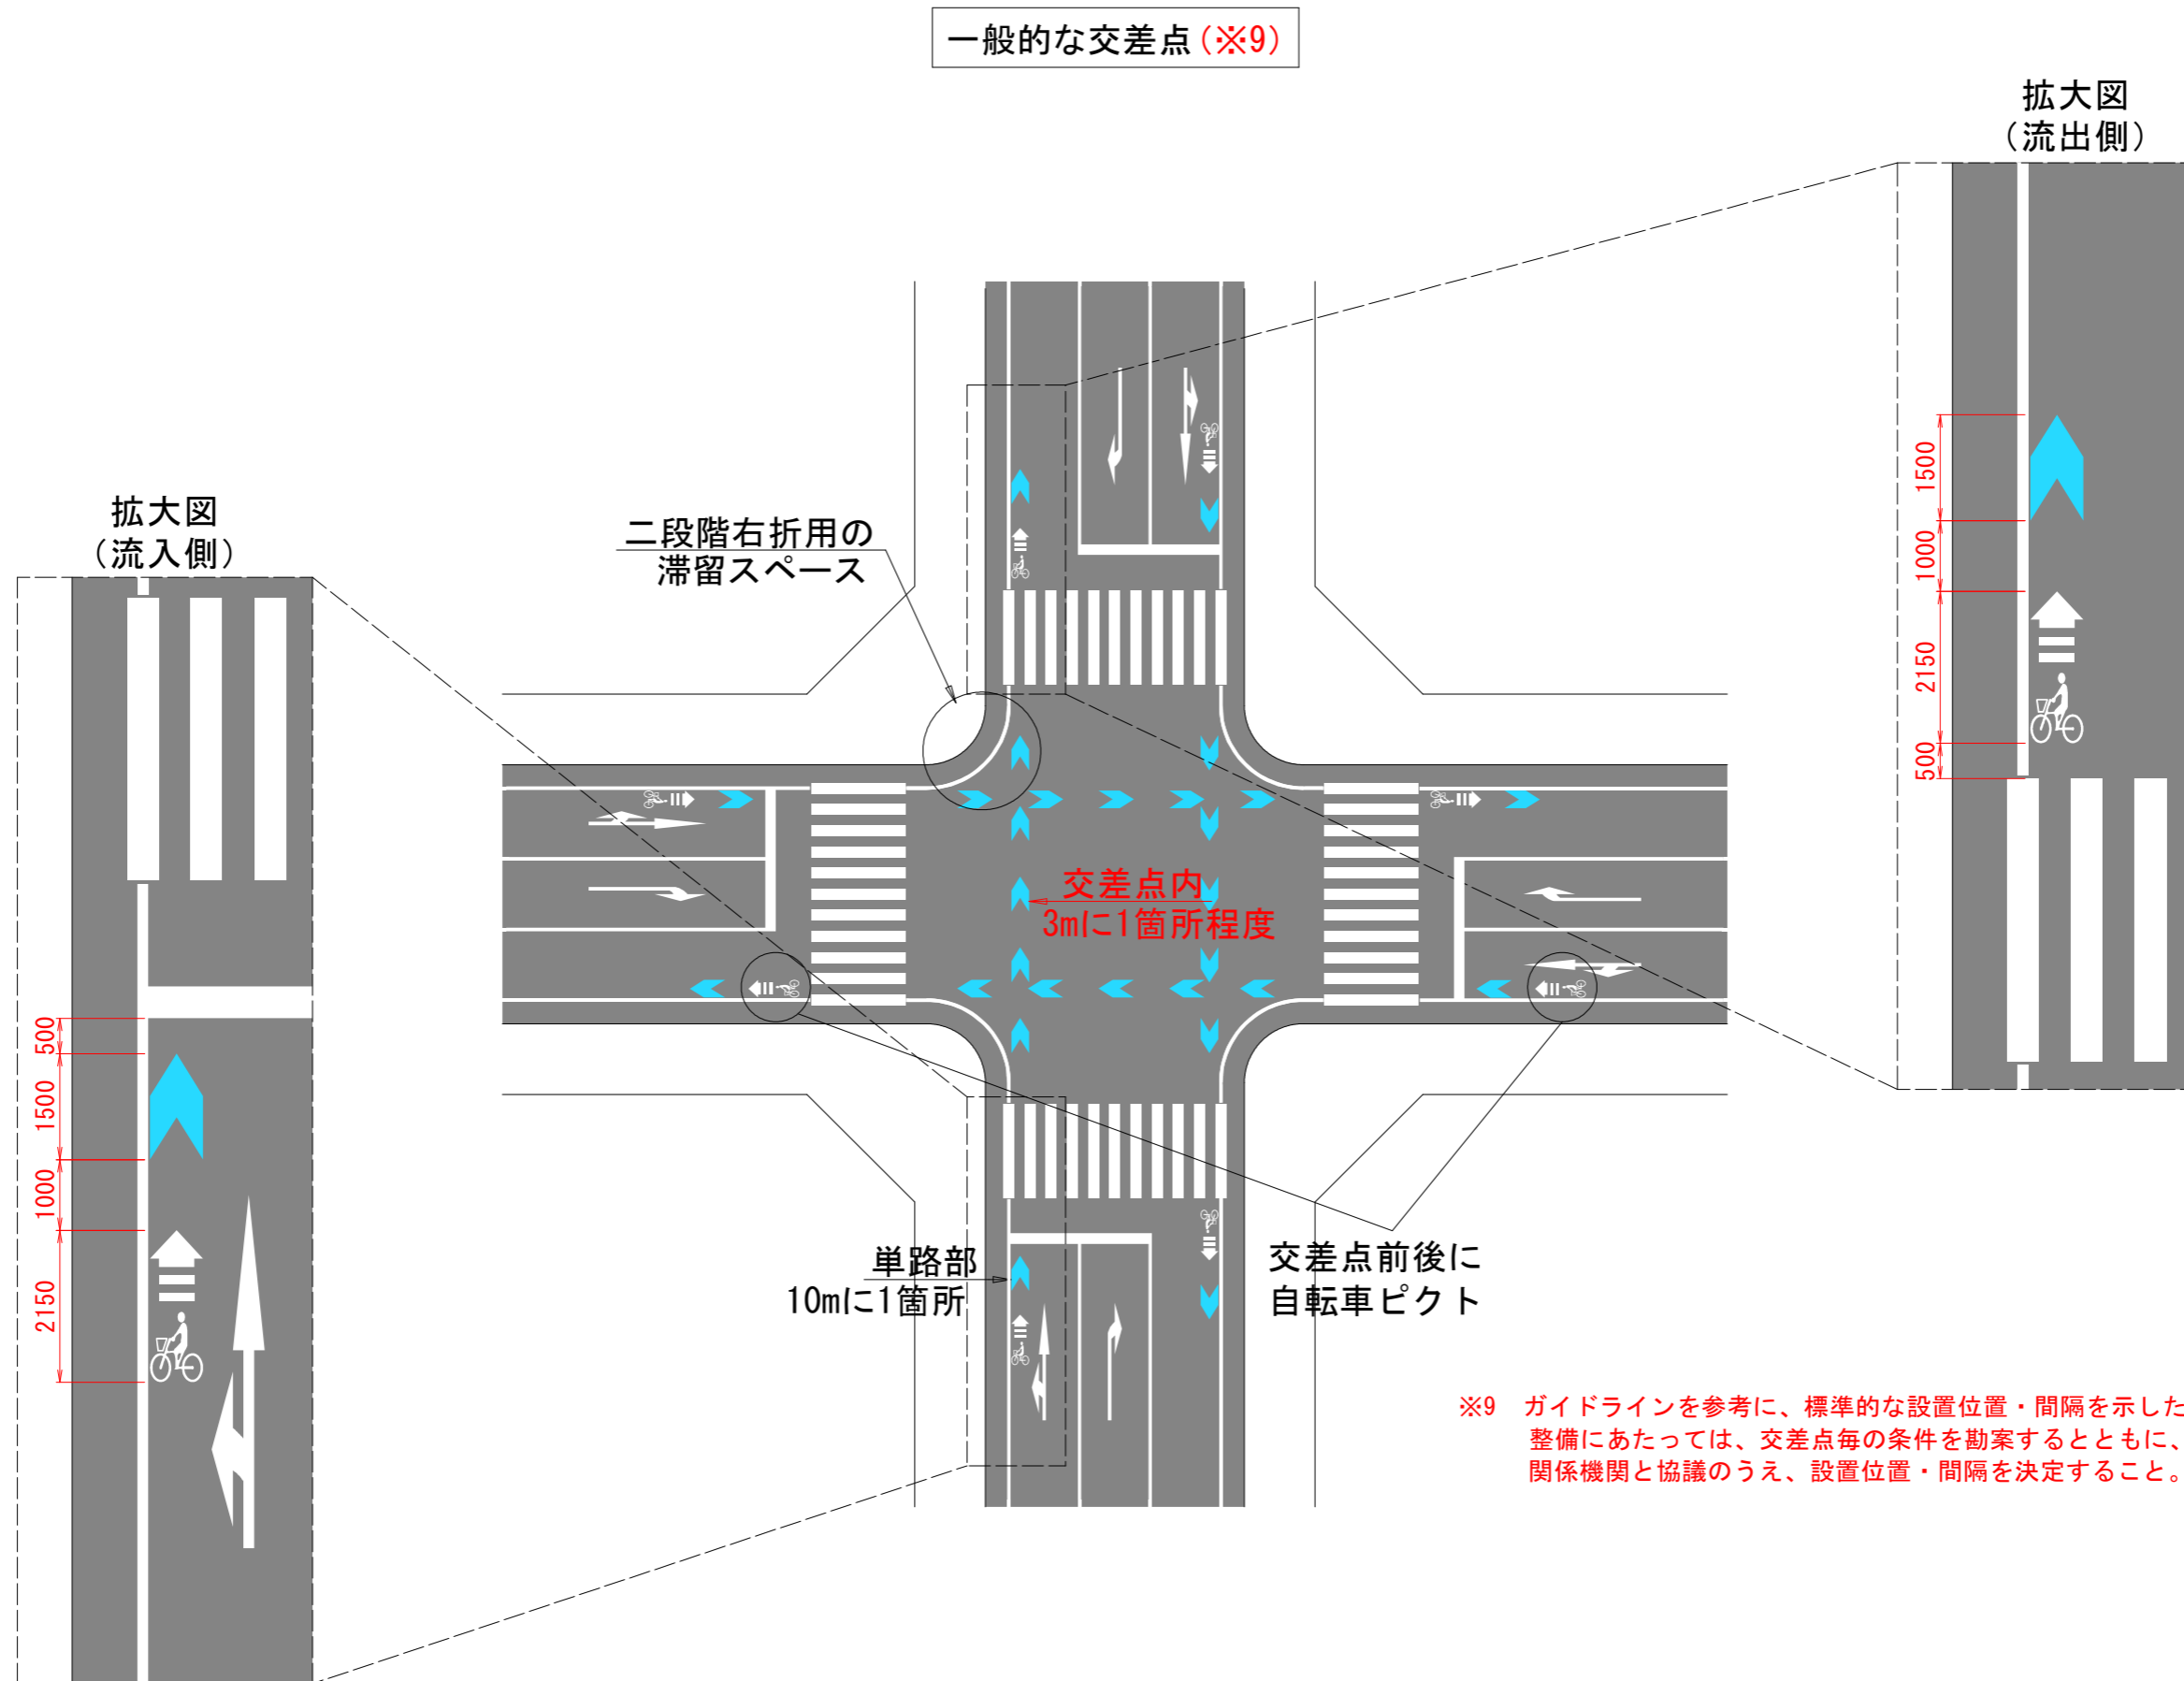 一般的な交差点(※9)
拡大図
(流出側)
1500
1000
2150
500
拡大図
(流入側)
500
1500
1000
2150
二段階右折用の
滞留スペース
交差点内
3mに1箇所程度
単路部
10mに1箇所
交差点前後に
自転車ピクト
※9 ガイドラインを参考に、標準的な設置位置・間隔を示した
整備にあたっては、交差点毎の条件を勘案するとともに、
関係機関と協議のうえ、設置位置・間隔を決定すること。